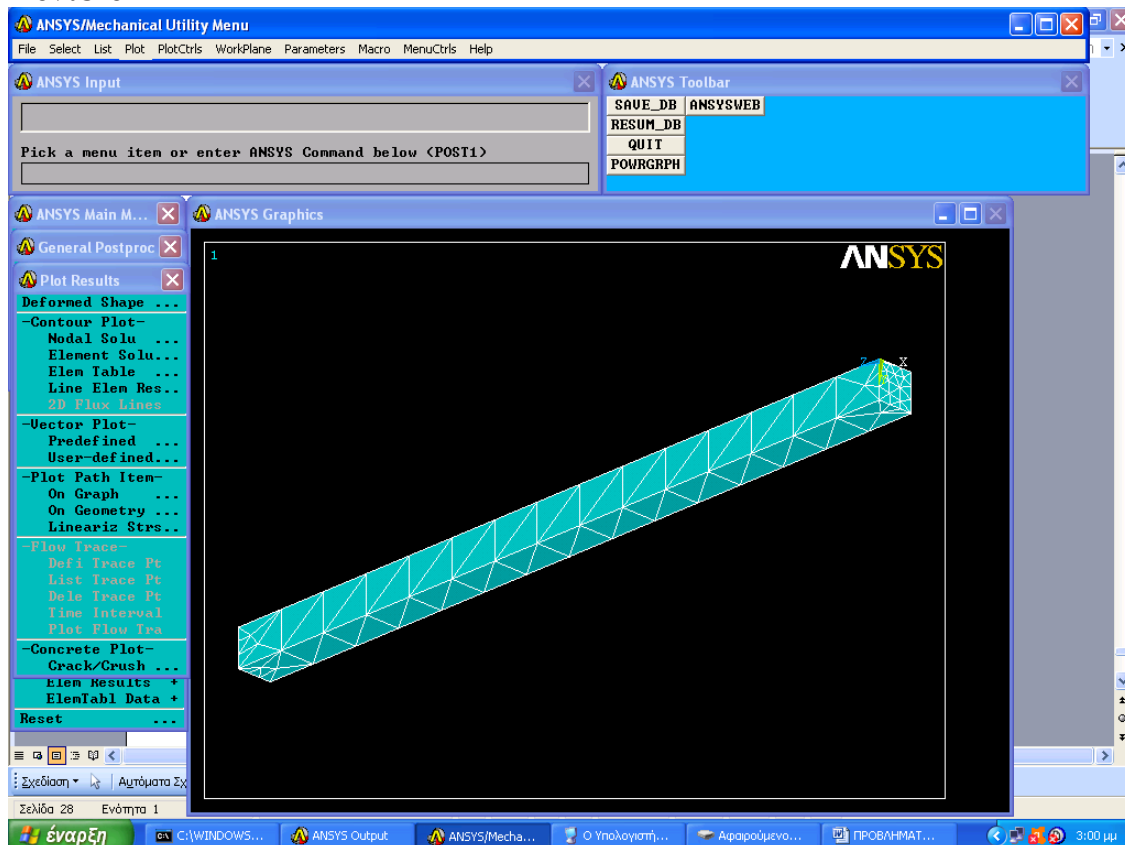 ANSYS/Mechanical Utility Menu
File Select List Plot PlotCtrls WorkPlane Parameters Macro MenuCtrls Help
ANSYS Input
ANSYS Toolbar
SAVE_DB ANSYSWEB
RESUM_DB
QUIT
POWRGRPH
Pick a menu item or enter ANSYS Command below (POST1)
ANSYS Main M...
ANSYS Graphics
General Postproc
Plot Results
Deformed Shape ...
-Contour Plot-
Nodal Solu ...
Element Solu...
Elem Table ...
Line Elem Res..
2D Flux Lines
-Vector Plot-
Predefined ...
User-defined...
-Plot Path Item-
On Graph ...
On Geometry ...
Lineariz Strs..
-Flow Trace-
Defi Trace Pt
List Trace Pt
Dele Trace Pt
Time Interval
Plot Flow Tra
-Concrete Plot-
Crack/Crush ...
Elem Results +
ElemTabl Data +
Reset ...
1
ANSYS
Z X
Σχεδίαση Αυτόματα Σχ
Σελίδα 28 Ενότητα 1
έναρξη
C:\WINDOWS...
ANSYS Output
ANSYS/Mecha...
Ο Υπολογιστή...
Αφαιρούμενο...
ΠΡΟΒΛΗΜΑΤ...
3:00 μμ